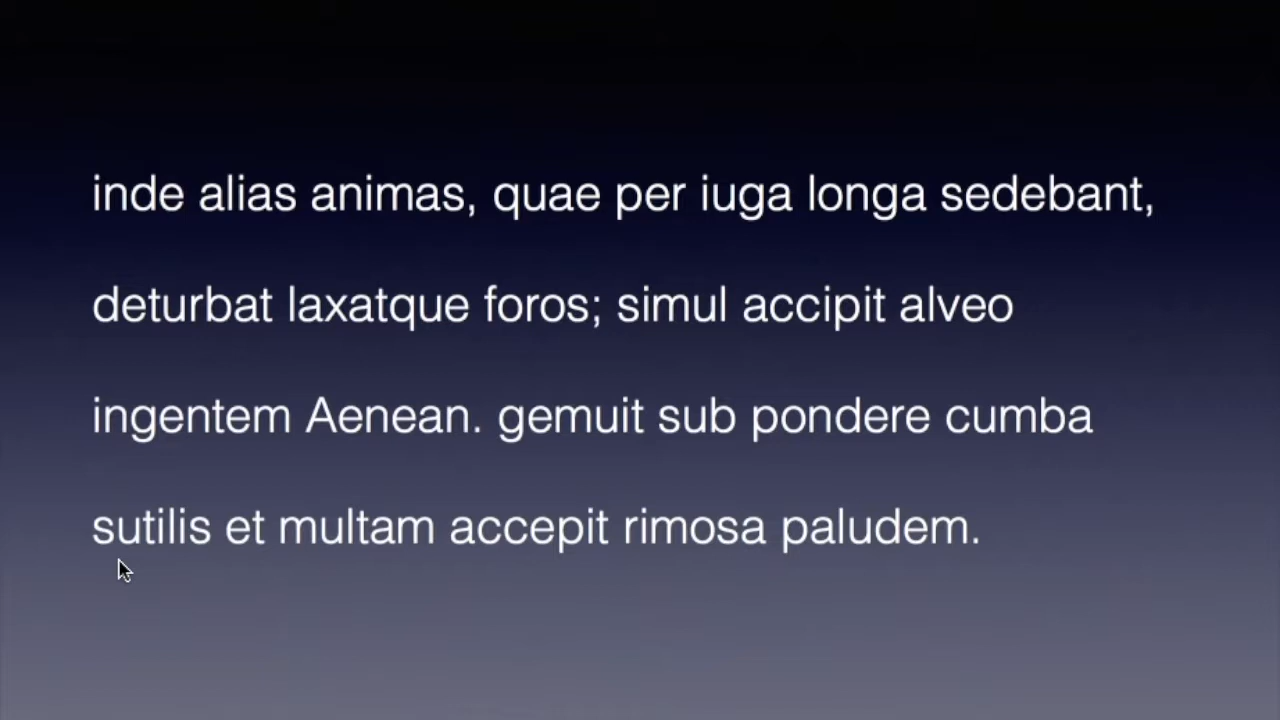 inde alias animas, quae per iuga longa sedebant,
deturbat laxatque foros; simul accipit alveo
ingentem Aenean. gemuit sub pondere cumba
sutilis et multam accepit rimosa paludem.